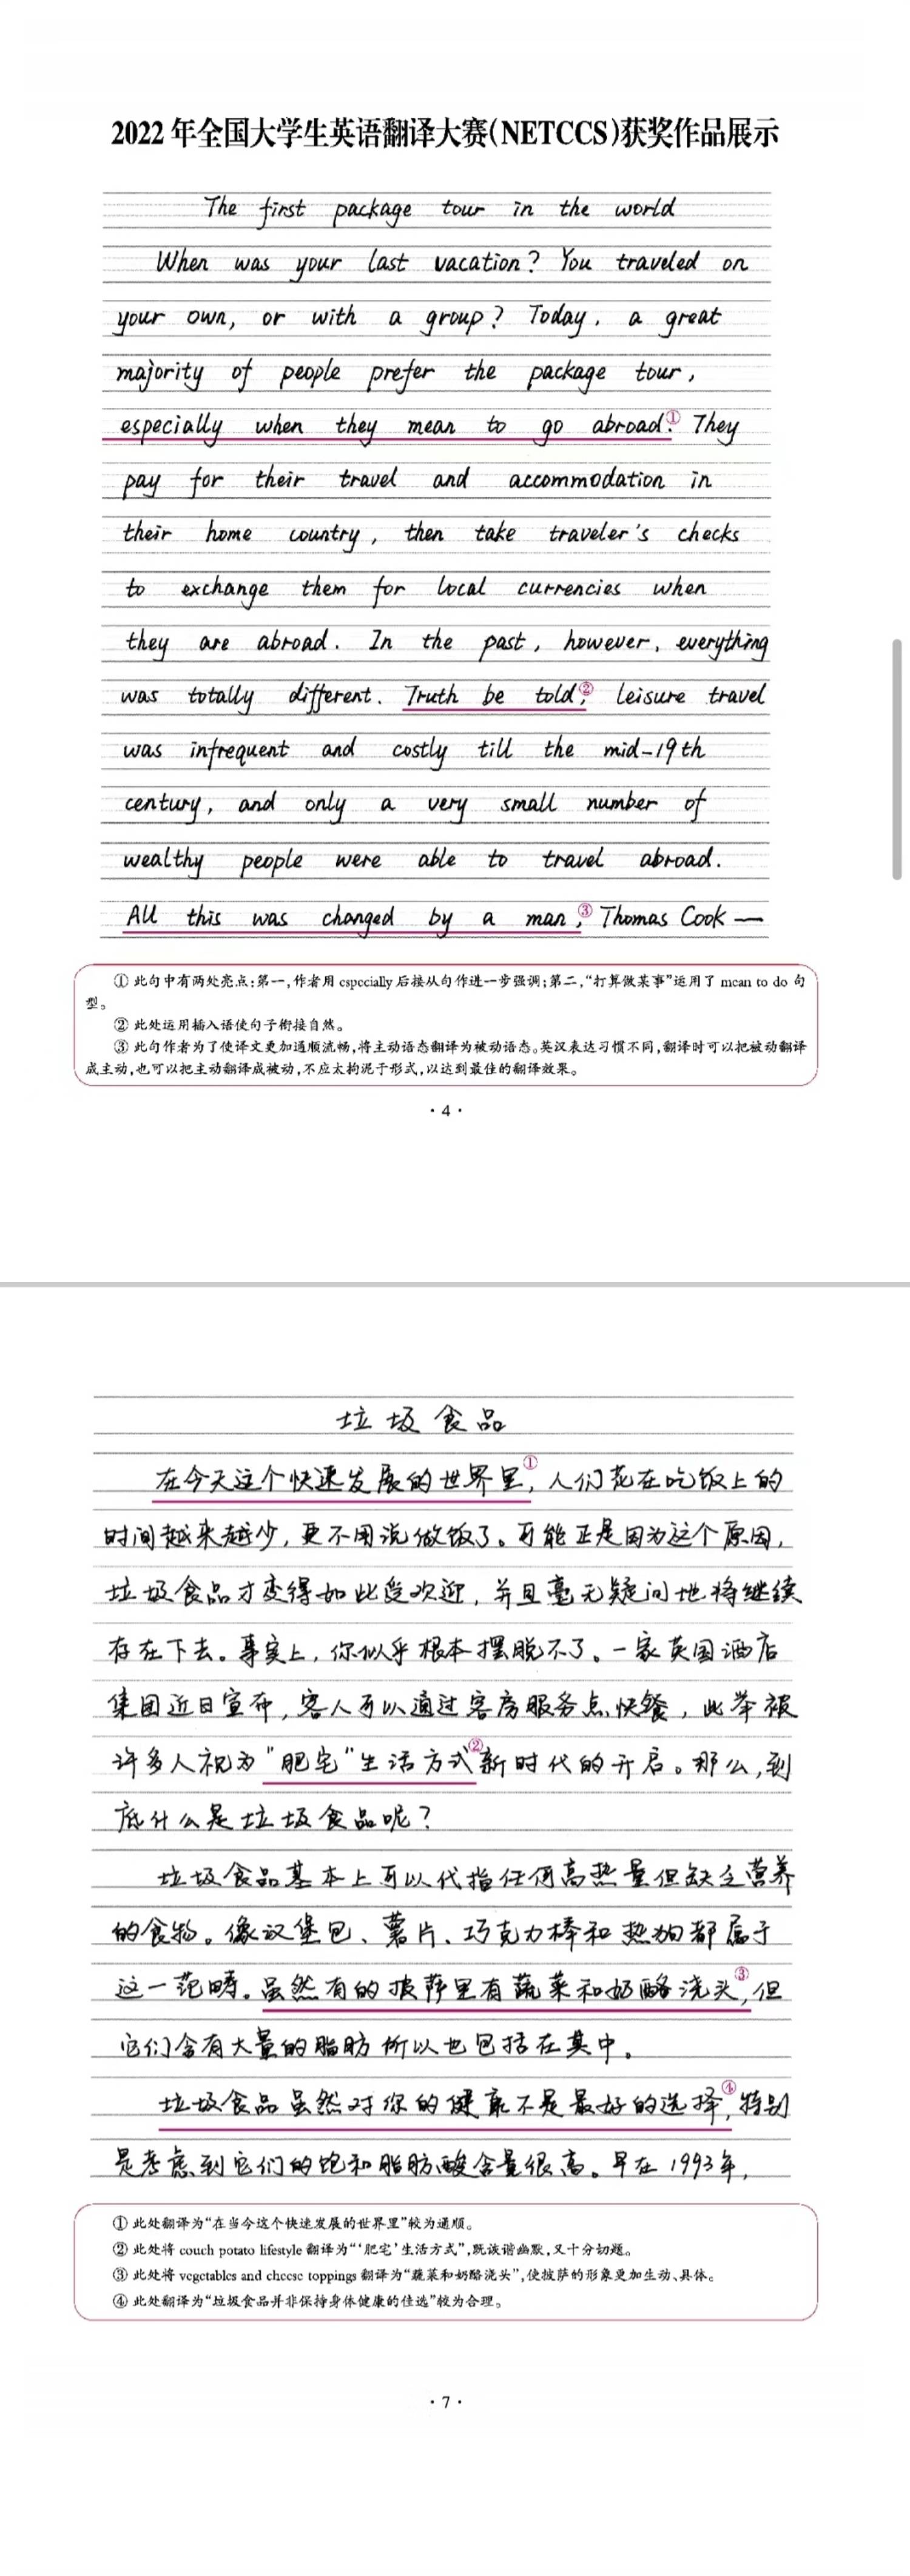 2022 年全国大学生英语翻译大赛(NETCCS)获奖作品展示
The first package tour in the world
When was your last vacation? You traveled on
your own, or with a group? Today, a great
majority of people prefer the package tour,
especially when they mean to go abroad.① They
pay for their travel and accommodation in
their home country, then take traveler's checks
to exchange them for local currencies when
they are abroad. In the past, however, everything
was totally different. Truth be told,② leisure travel
was infrequent and costly till the mid-19th
century, and only a very small number of
wealthy people were able to travel abroad.
All this was changed by a man,③ Thomas Cook —
① 此句中有两处亮点:第一,作者用 especially 后接从句作进一步强调;第二,“打算做某事”运用了 mean to do 句
型。
② 此处运用插入语使句子衔接自然。
③ 此句作者为了使译文更加通顺流畅,将主动语态翻译为被动语态。英汉表达习惯不同,翻译时可以把被动翻译
成主动,也可以把主动翻译成被动,不应太拘泥于形式,以达到最佳的翻译效果。
· 4 ·
垃圾食品
在今天这个快速发展的世界里,① 人们花在吃饭上的
时间越来越少,更不用说做饭了。可能正是因为这个原因,
垃圾食品才变得如此受欢迎,并且毫无疑问地将继续
存在下去。事实上,你似乎根本摆脱不了。一家英国酒店
集团近日宣布,客人可以通过客房服务点快餐,此举被
许多人视为“肥宅”生活方式②新时代的开启。那么,到
底什么是垃圾食品呢?
垃圾食品基本上可以代指任何高热量但缺乏营养
的食物。像汉堡包、薯片、巧克力棒和热狗都属于
这一范畴。虽然有的披萨里有蔬菜和奶酪浇头,③但
它们含有大量的脂肪所以也包括在其中。
垃圾食品虽然对你的健康不是最好的选择,④特别
是考虑到它们的饱和脂肪酸含量很高。早在1993年,
① 此处翻译为“在当今这个快速发展的世界里”较为通顺。
② 此处将 couch potato lifestyle 翻译为“‘肥宅’生活方式”,既诙谐幽默,又十分切题。
③ 此处将 vegetables and cheese toppings 翻译为“蔬菜和奶酪浇头”,使披萨的形象更加生动、具体。
④ 此处翻译为“垃圾食品并非保持身体健康的佳选”较为合理。
· 7 ·